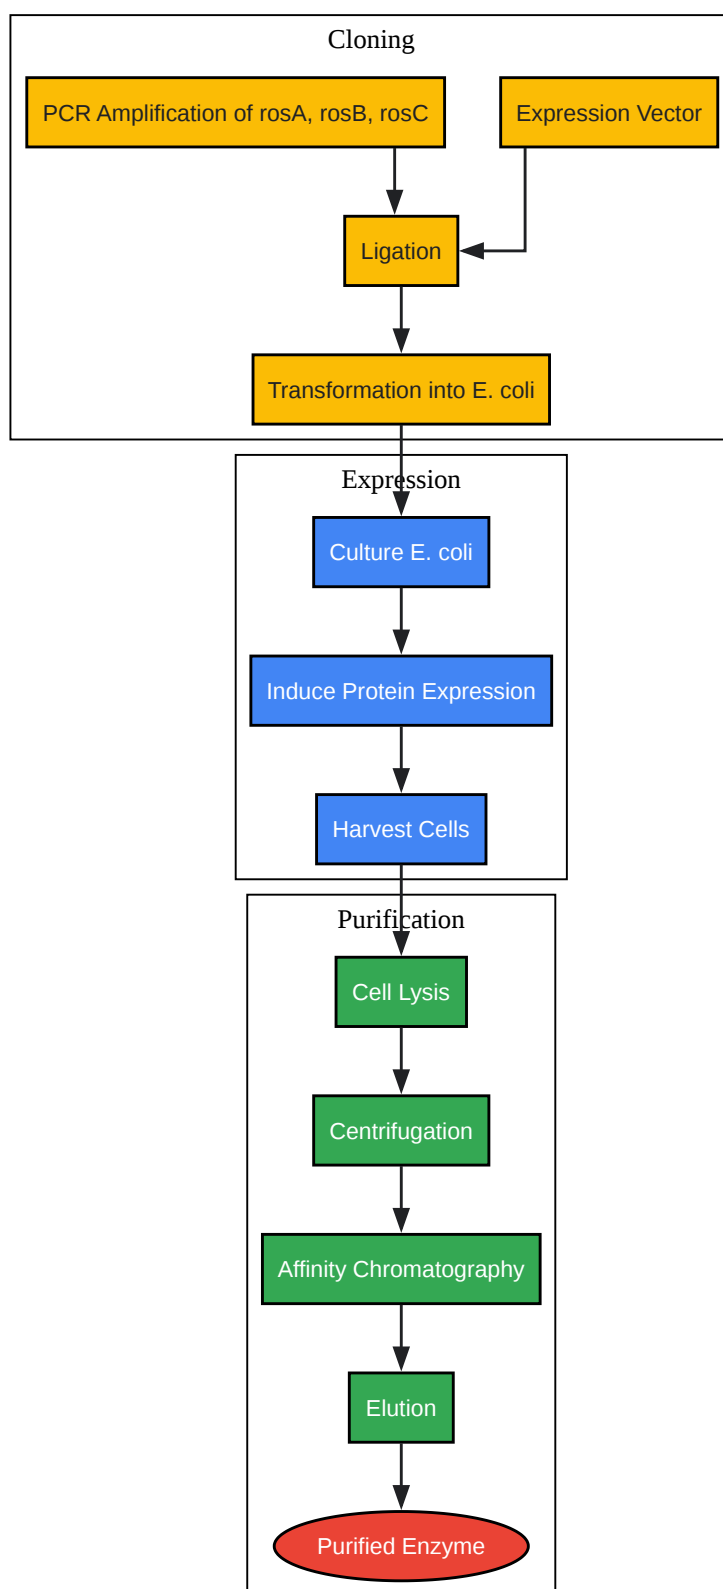 Cloning
PCR Amplification of rosA, rosB, rosC
Expression Vector
Ligation
Transformation into E. coli
Expression
Culture E. coli
Induce Protein Expression
Harvest Cells
Purification
Cell Lysis
Centrifugation
Affinity Chromatography
Elution
Purified Enzyme